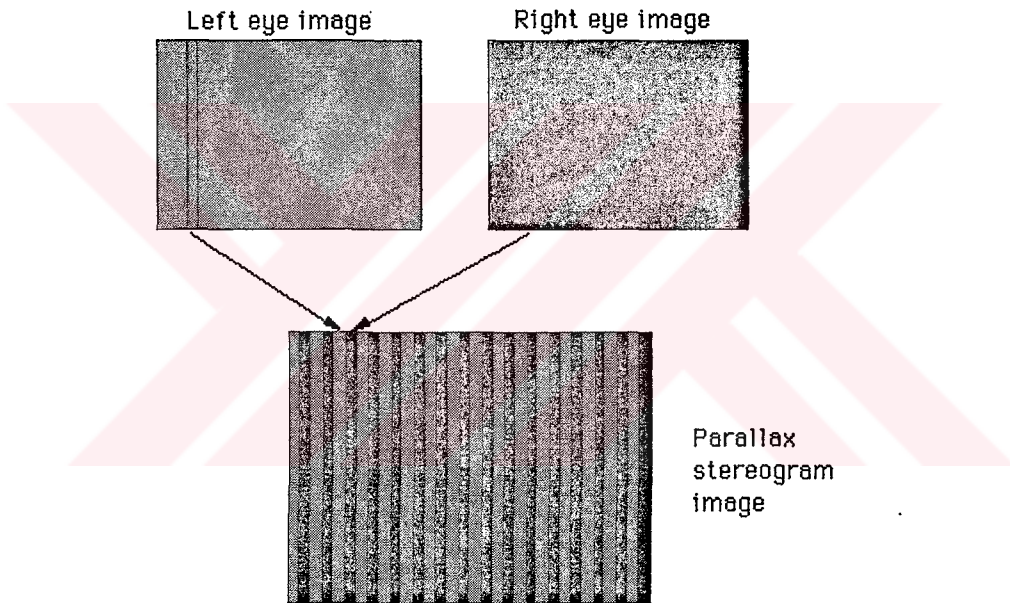 Left eye image
Right eye image
Parallax
stereogram
image